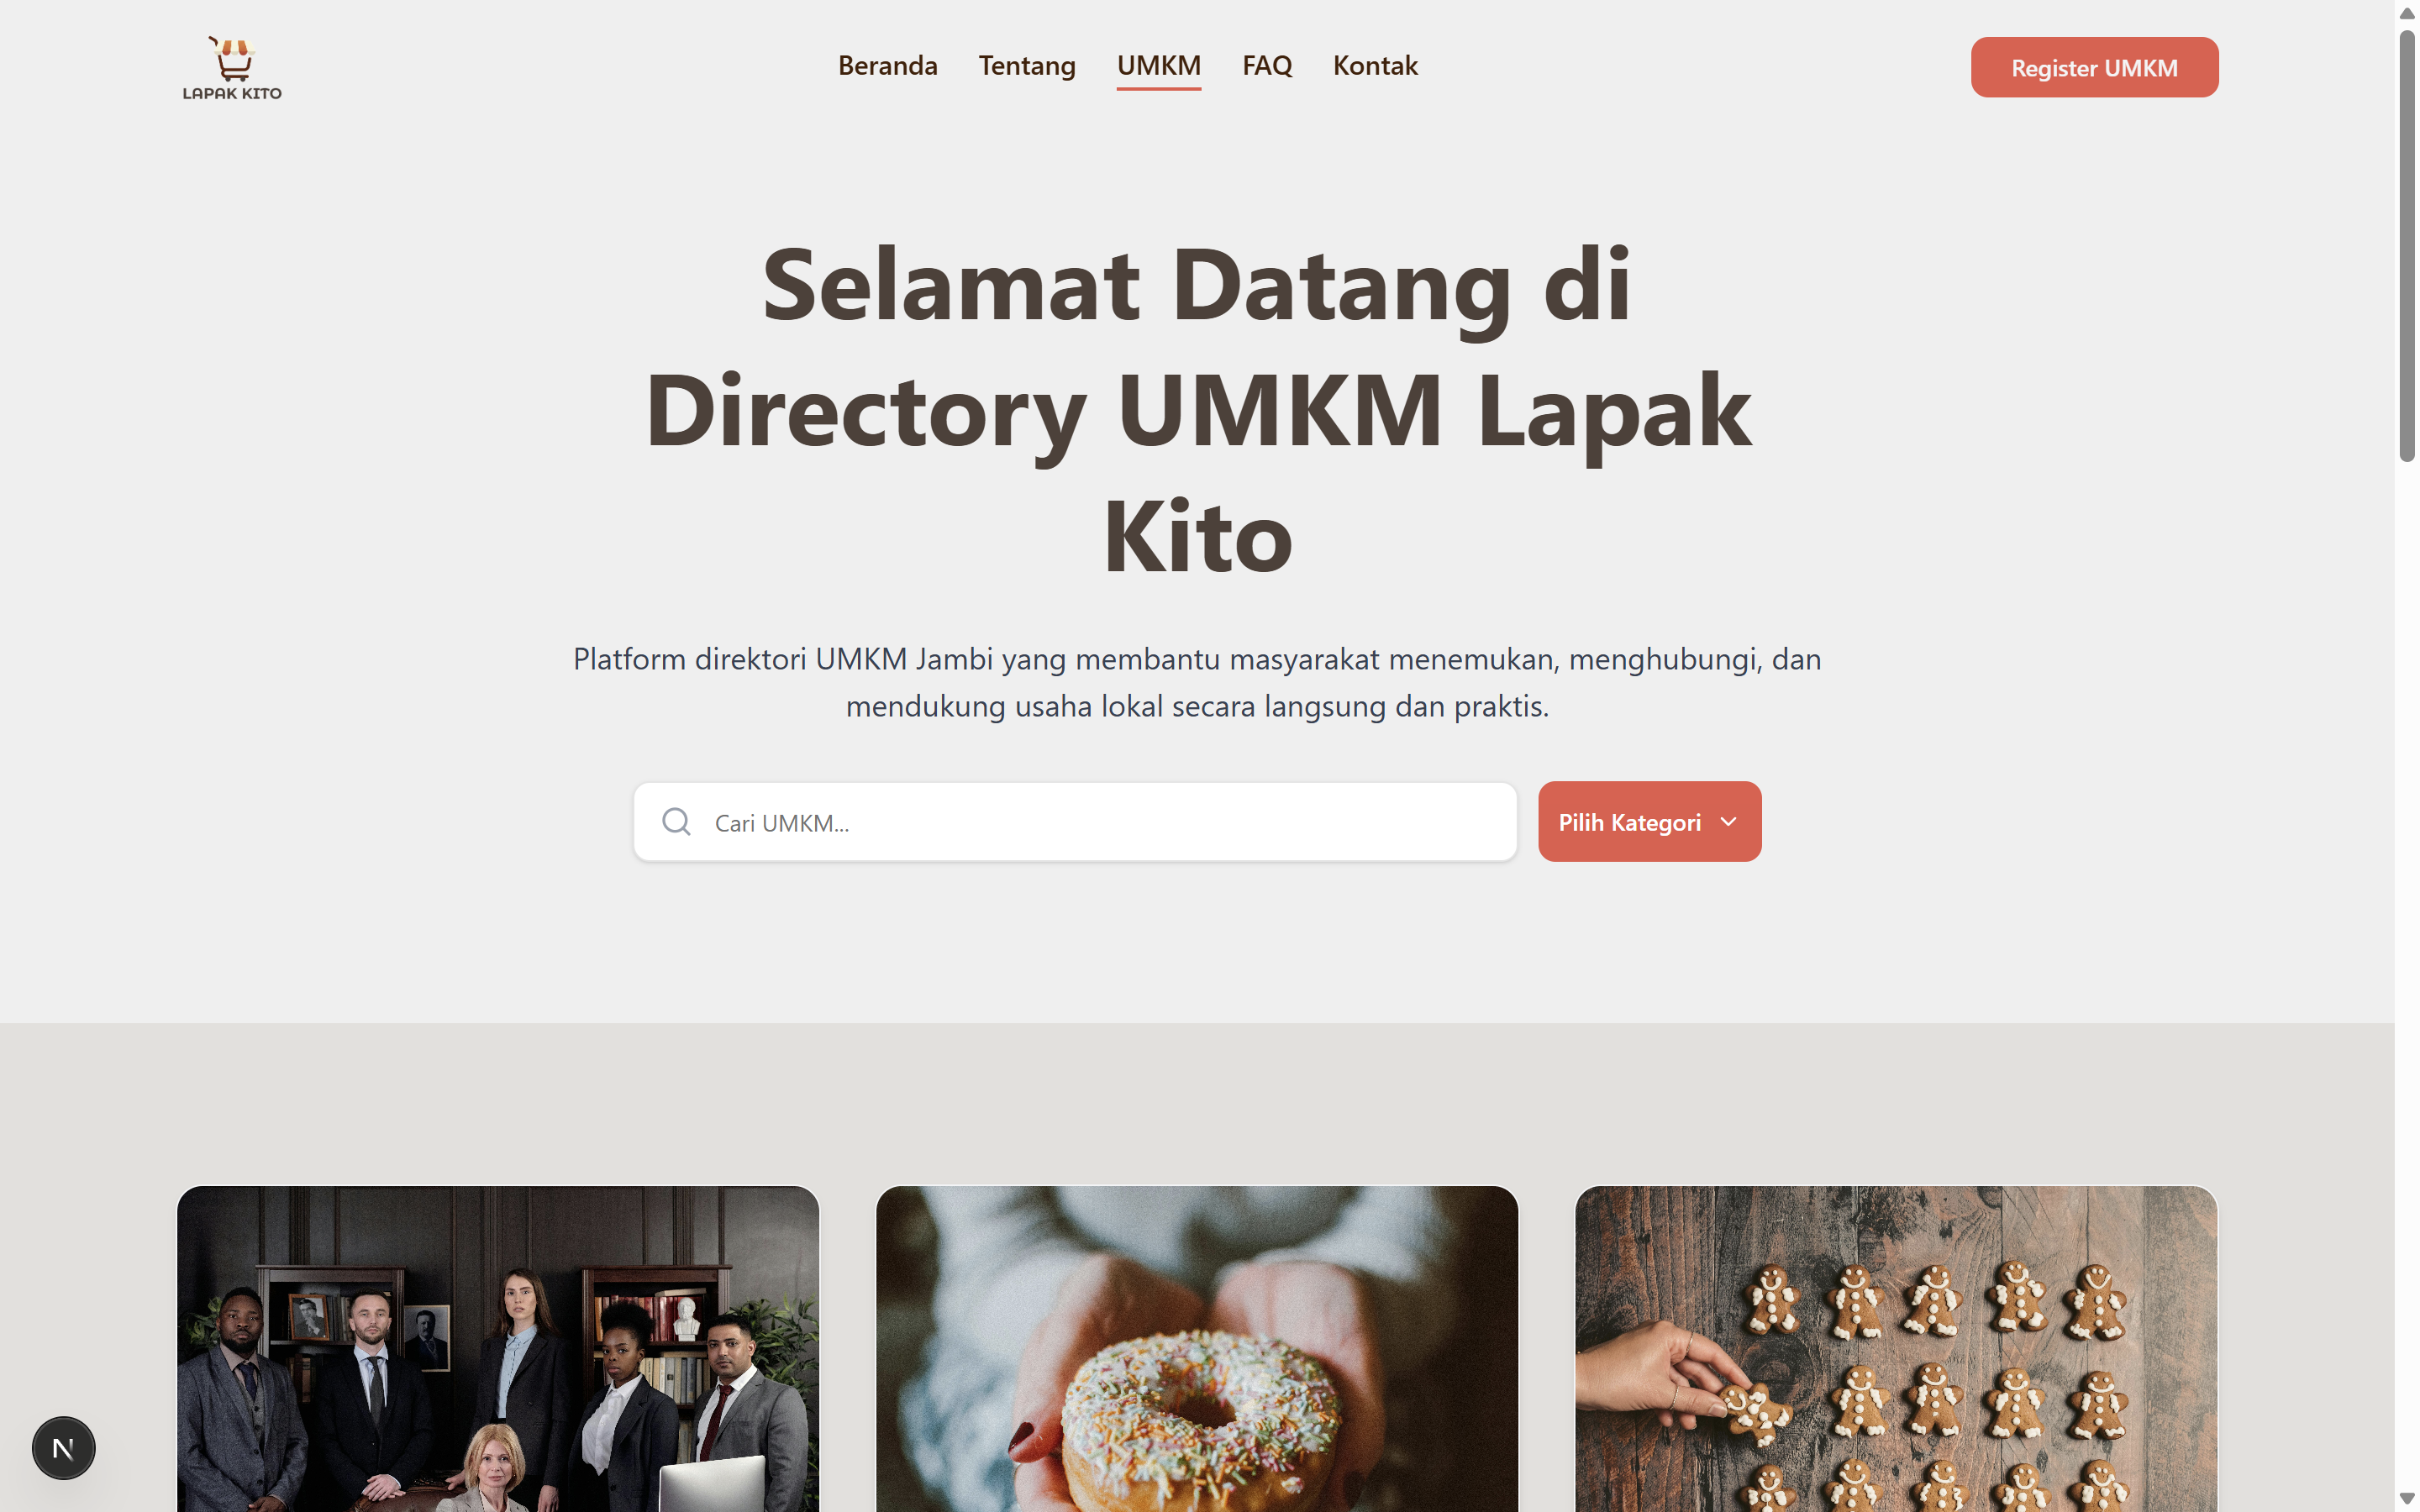 LAPAK KITO
Beranda
Tentang
UMKM
FAQ
Kontak
Register UMKM
Selamat Datang di
Directory UMKM Lapak
Kito
Platform direktori UMKM Jambi yang membantu masyarakat menemukan, menghubungi, dan
mendukung usaha lokal secara langsung dan praktis.
Cari UMKM...
Pilih Kategori
N